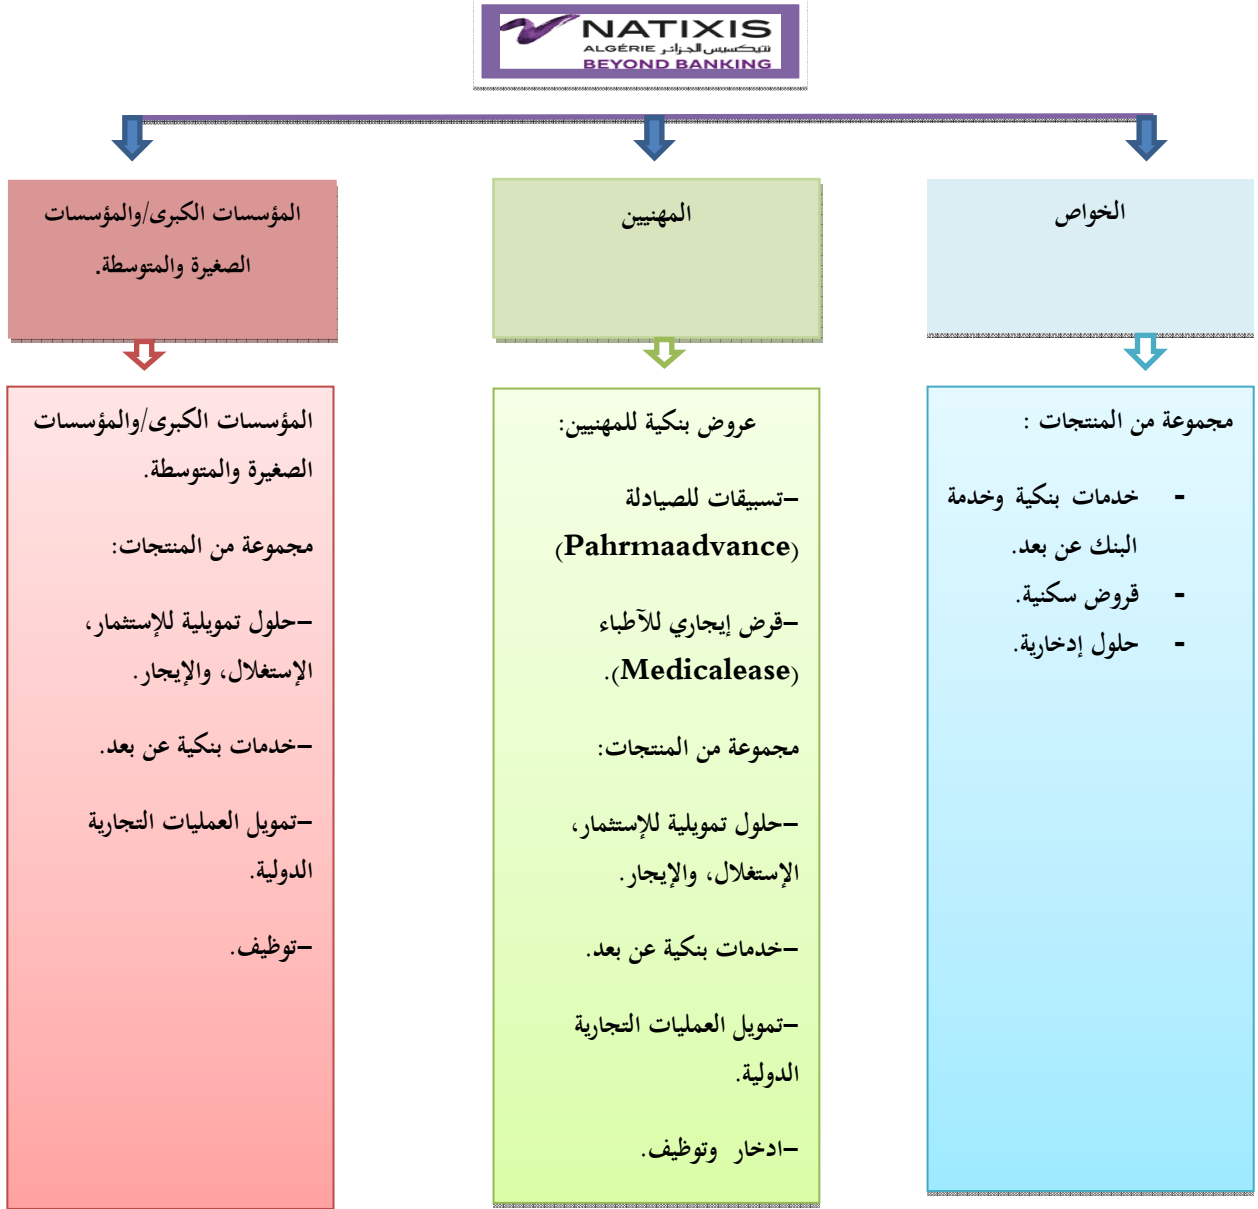 NATIXIS
ALGÉRIE نتيكسيس الجزائر
BEYOND BANKING
الخواص
المهنيين
المؤسسات الكبرى/والمؤسسات
الصغيرة والمتوسطة.
مجموعة من المنتجات :
- خدمات بنكية وخدمة
البنك عن بعد.
- قروض سكنية.
- حلول إدخارية.
عروض بنكية للمهنيين:
–تسبيقات للصيادلة
(Pahrmaadvance)
–قرض إيجاري للآطباء
(Medicalease).
مجموعة من المنتجات:
–حلول تمويلية للإستثمار،
الإستغلال، والإيجار.
–خدمات بنكية عن بعد.
–تمويل العمليات التجارية
الدولية.
–ادخار وتوظيف.
المؤسسات الكبرى/والمؤسسات
الصغيرة والمتوسطة.
مجموعة من المنتجات:
–حلول تمويلية للإستثمار،
الإستغلال، والإيجار.
–خدمات بنكية عن بعد.
–تمويل العمليات التجارية
الدولية.
–توظيف.